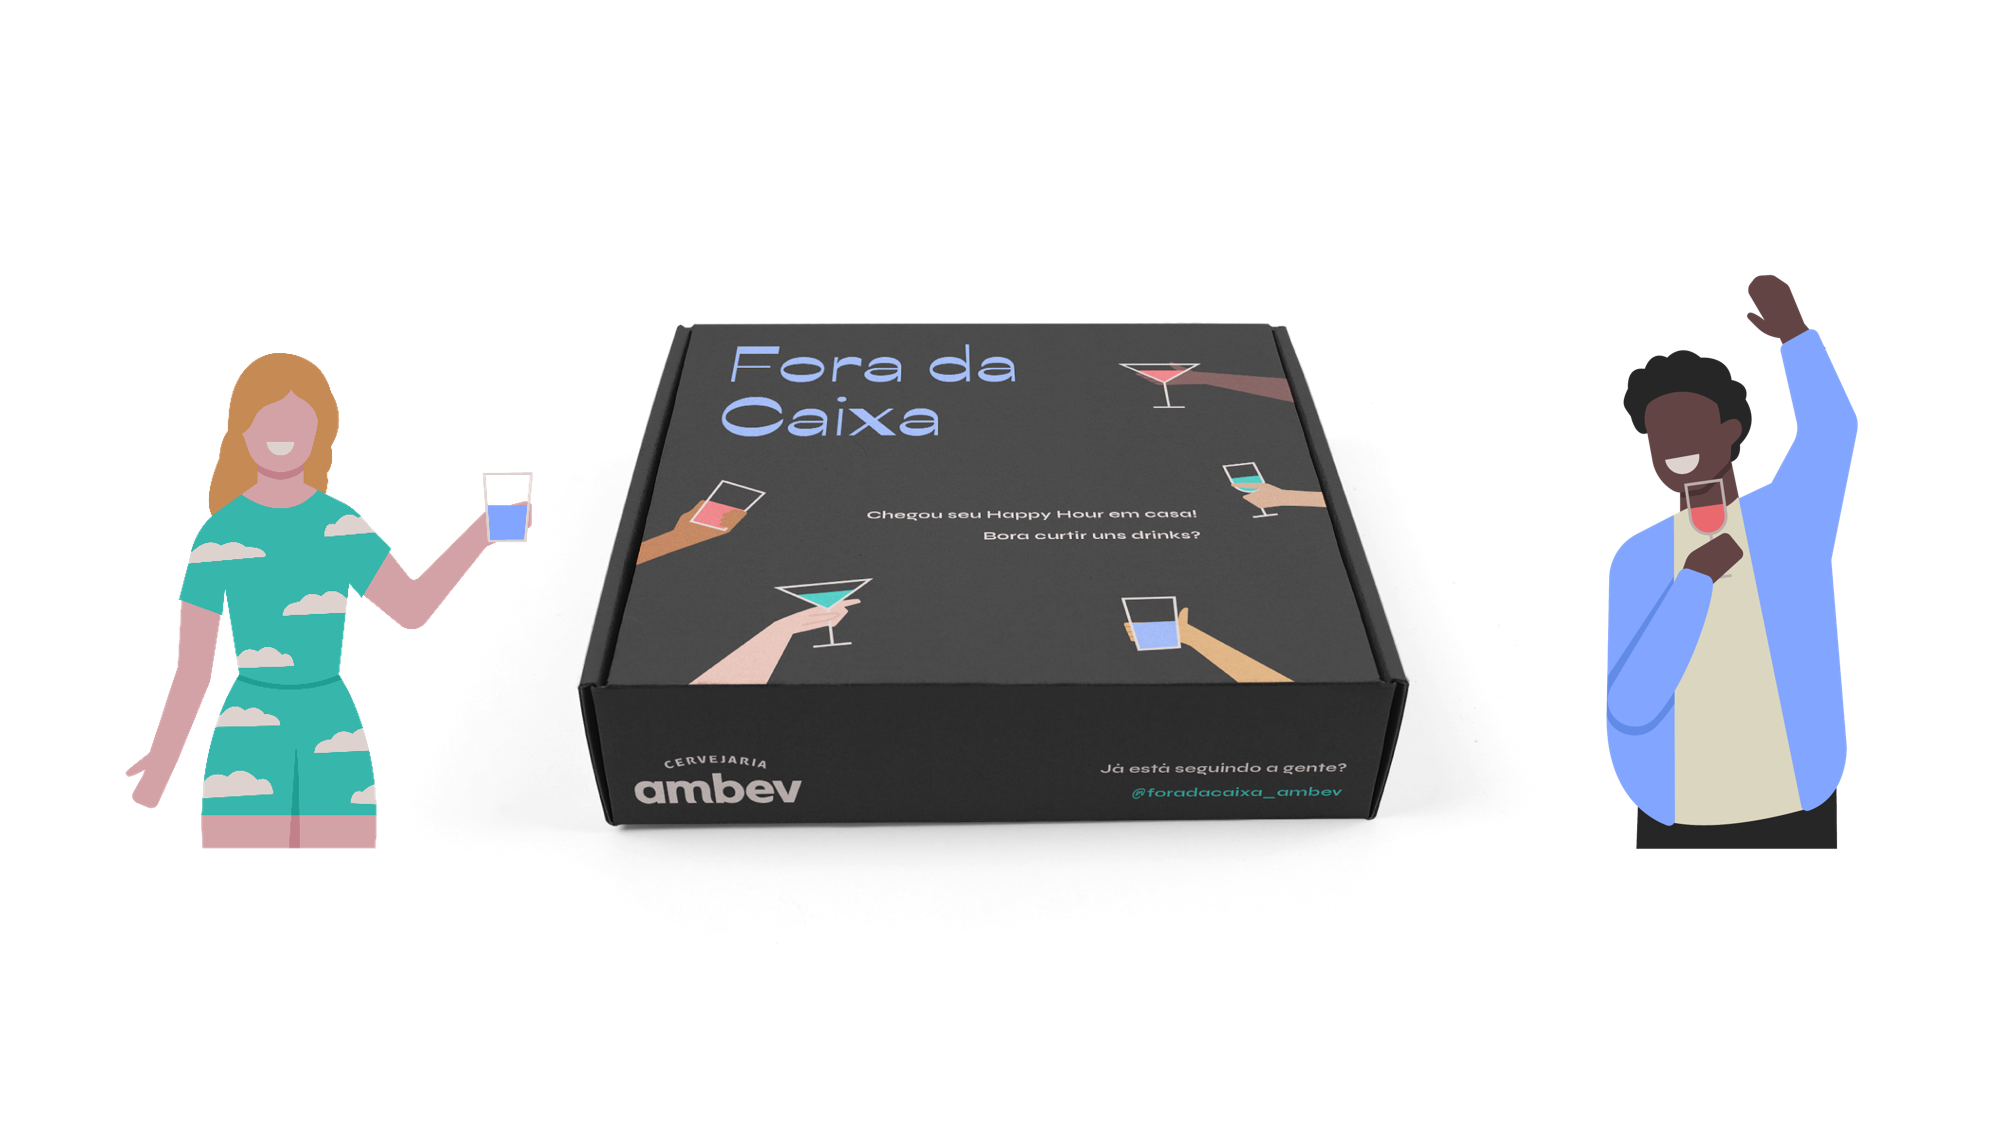 Fora da
Caixa
Chegou seu Happy Hour em casa!
Bora curtir uns drinks?
CERVEJARIA
ambev
Já está seguindo a gente?
@foradacaixa_ambev